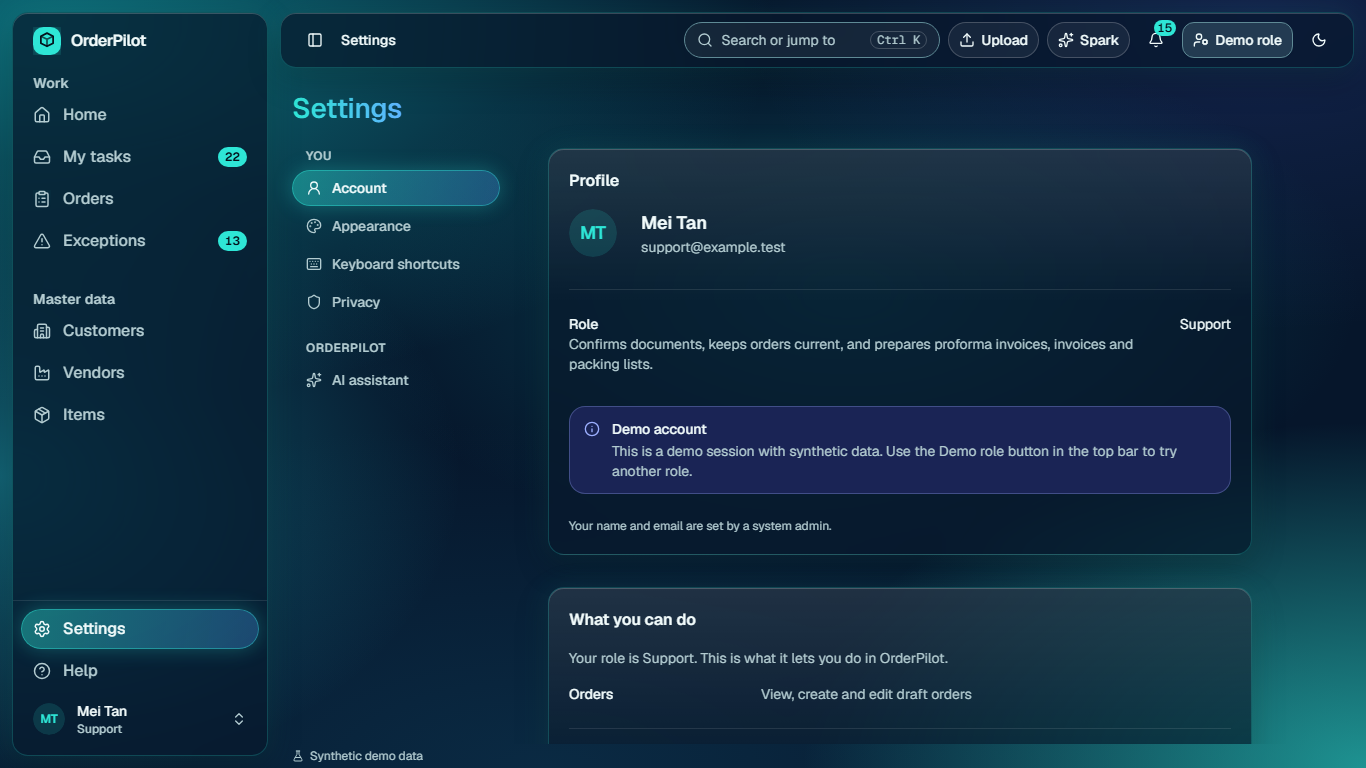 OrderPilot
Work
Home
My tasks 22
Orders
Exceptions 13
Master data
Customers
Vendors
Items
Settings
Help
MT Mei Tan
Support
Settings
Search or jump to Ctrl K
Upload
Spark
15
Demo role
Settings
YOU
Account
Appearance
Keyboard shortcuts
Privacy
ORDERPILOT
AI assistant
Profile
MT
Mei Tan
support@example.test
Role Support
Confirms documents, keeps orders current, and prepares proforma invoices, invoices and
packing lists.
Demo account
This is a demo session with synthetic data. Use the Demo role button in the top bar to try
another role.
Your name and email are set by a system admin.
What you can do
Your role is Support. This is what it lets you do in OrderPilot.
Orders View, create and edit draft orders
Synthetic demo data